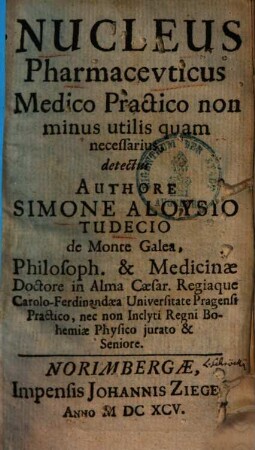 NUCLEUS
Pharmacevticus
Medico Practico non
minus utilis quam
necessarius,
detectus
AUTHORE
SIMONE ALOYSIO
TUDECIO
de Monte Galea,
Philosoph. & Medicinæ
Doctore in Alma Cæsar. Regiaque
Carolo-Ferdinandæa Universitate Pragensi
Practico, nec non Inclyti Regni Bo-
hemiæ Physico jurato &
Seniore.
NORIMBERGÆ,
Impensis JOHANNIS ZIEGE
ANNO M DC XCV.